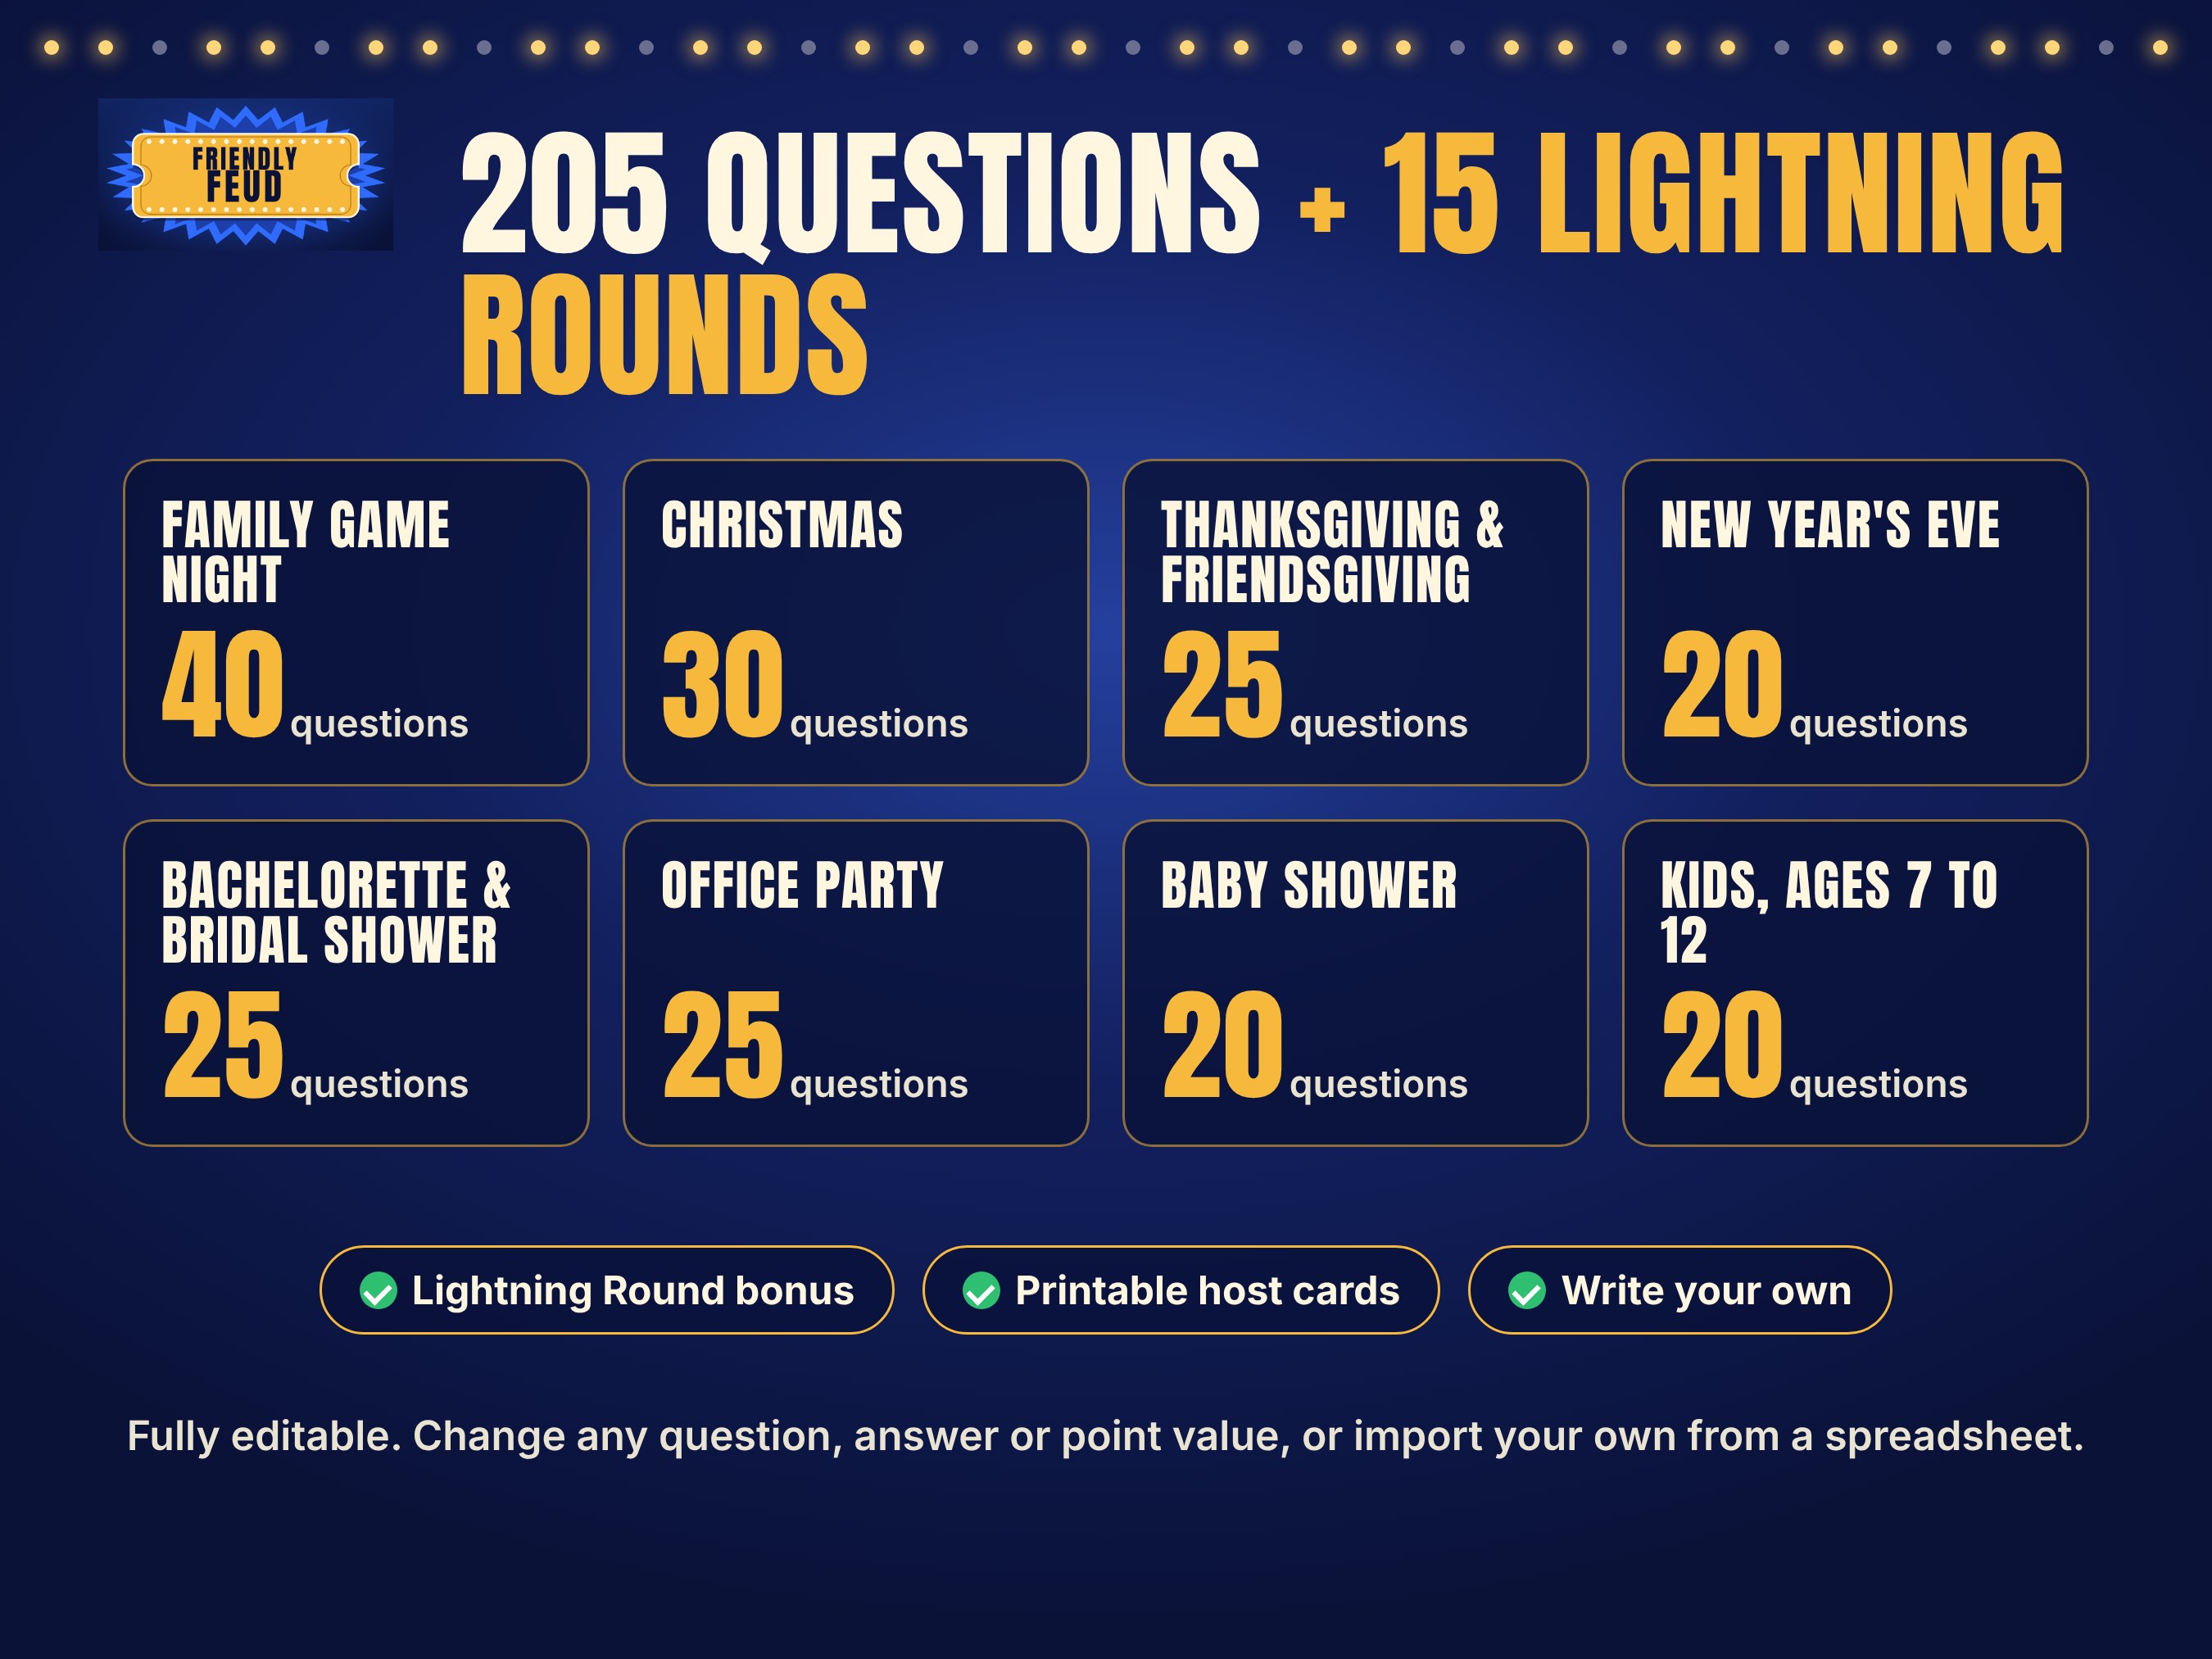 FRIENDLY
FEUD
205 QUESTIONS + 15 LIGHTNING
ROUNDS
FAMILY GAME
NIGHT
40 questions
CHRISTMAS
30 questions
THANKSGIVING &
FRIENDSGIVING
25 questions
NEW YEAR'S EVE
20 questions
BACHELORETTE &
BRIDAL SHOWER
25 questions
OFFICE PARTY
25 questions
BABY SHOWER
20 questions
KIDS, AGES 7 TO
12
20 questions
Lightning Round bonus
Printable host cards
Write your own
Fully editable. Change any question, answer or point value, or import your own from a spreadsheet.